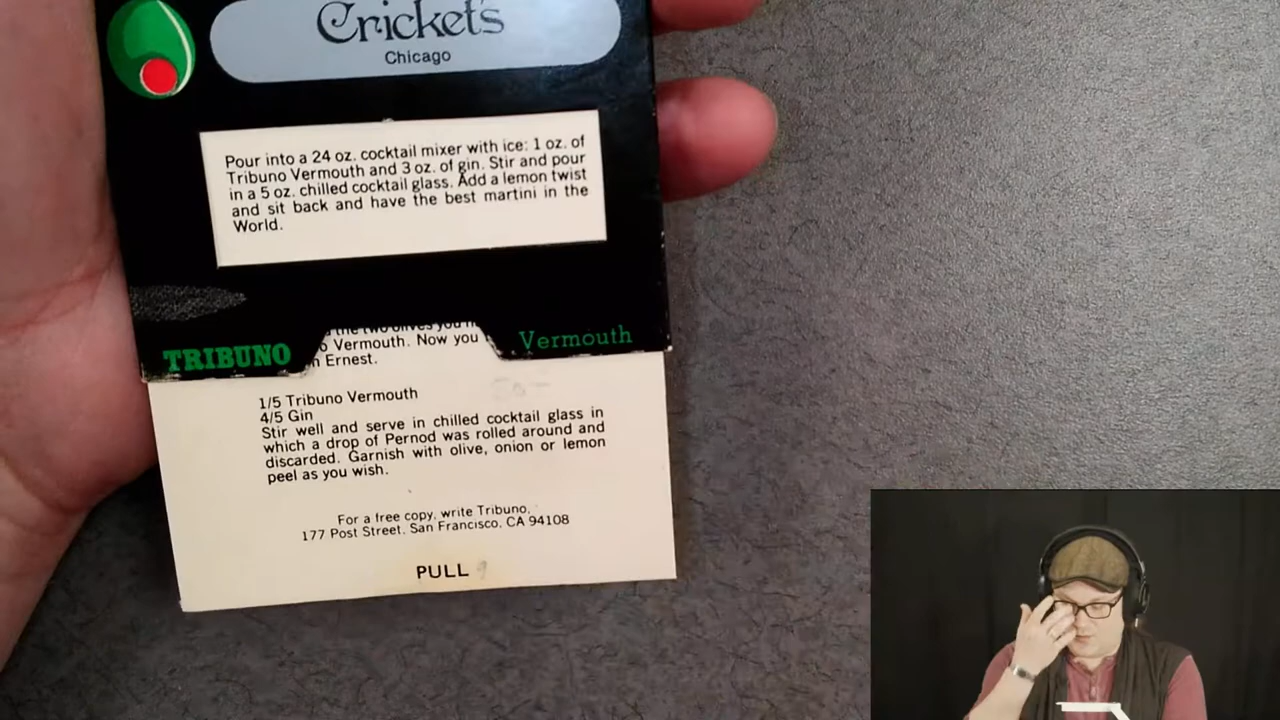 Cricket's
Chicago
Pour into a 24 oz. cocktail mixer with ice: 1 oz. of
Tribuno Vermouth and 3 oz. of gin. Stir and pour
in a 5 oz. chilled cocktail glass. Add a lemon twist
and sit back and have the best martini in the
World.
the two olives you
Vermouth. Now you
Ernest.
TRIBUNO
Vermouth
1/5 Tribuno Vermouth
4/5 Gin
Stir well and serve in chilled cocktail glass in
which a drop of Pernod was rolled around and
discarded. Garnish with olive, onion or lemon
peel as you wish.
For a free copy, write Tribuno,
177 Post Street, San Francisco, CA 94108
PULL